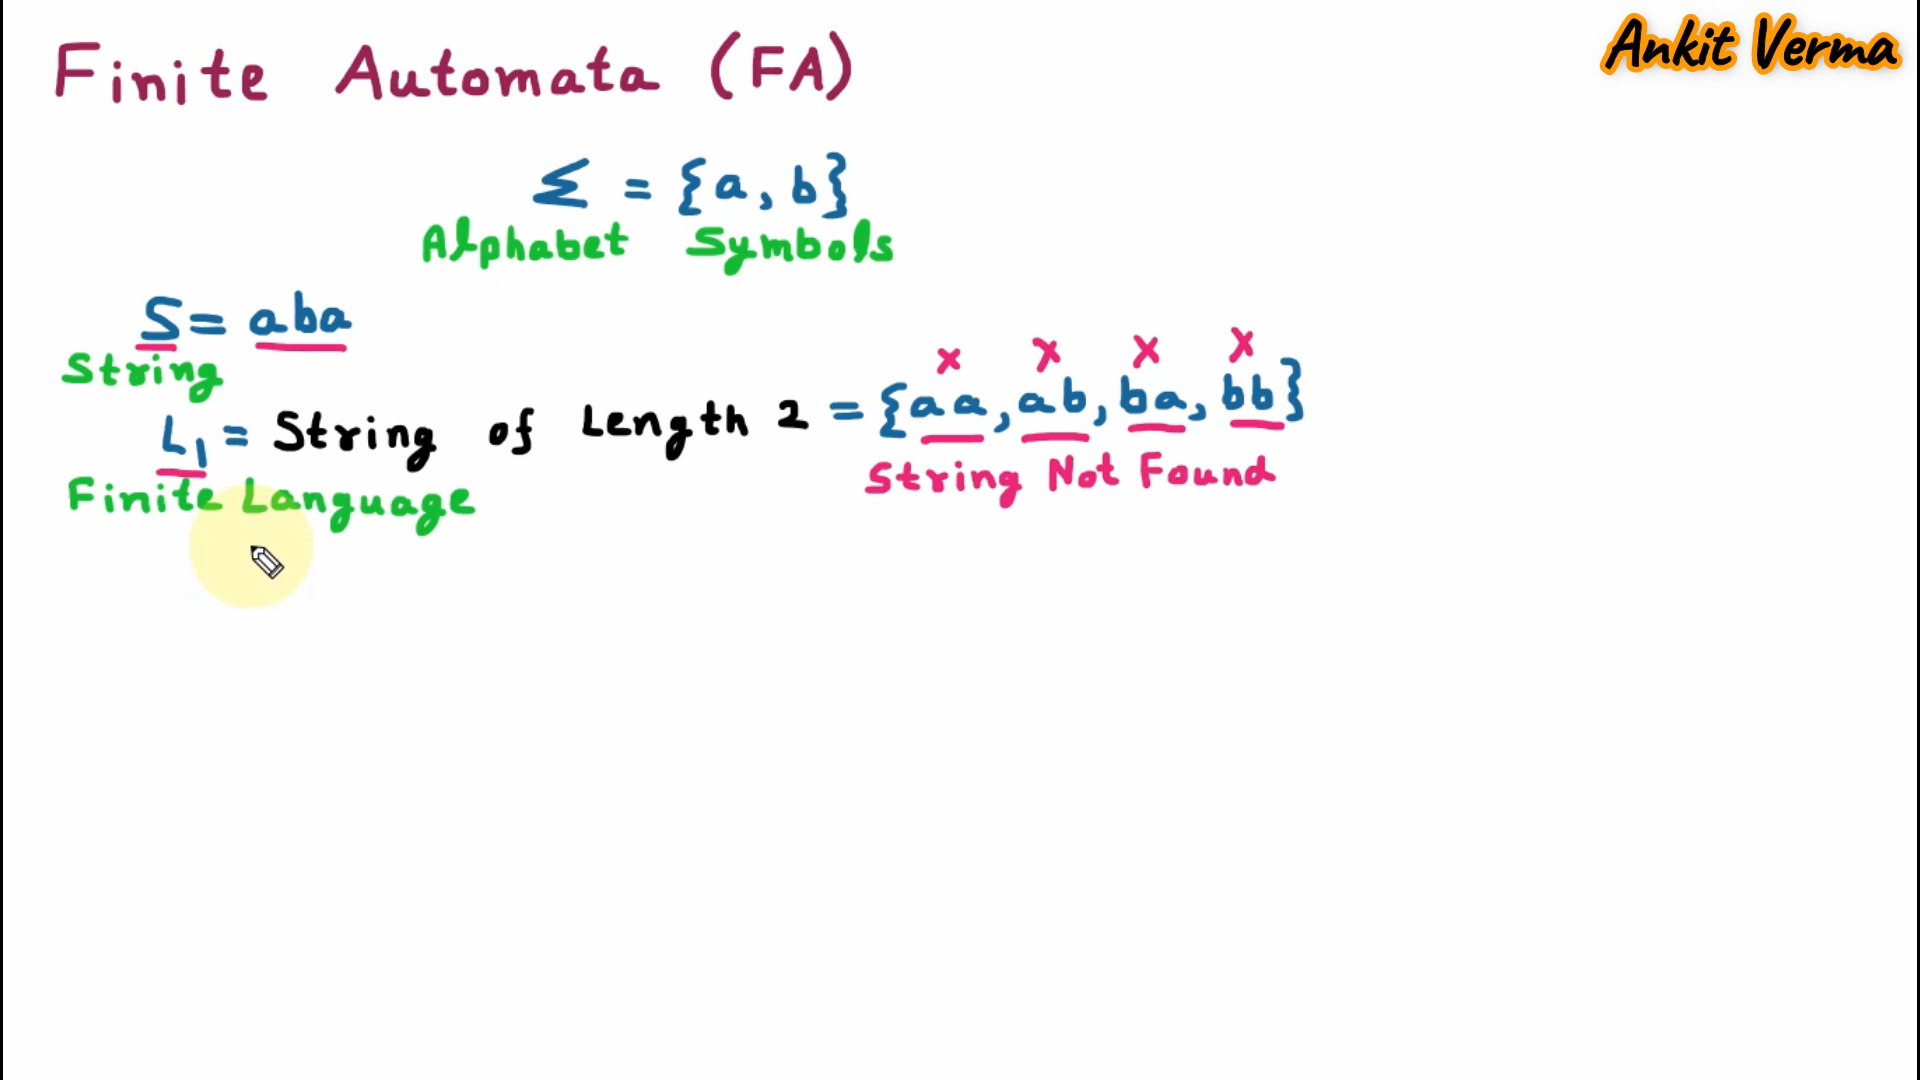 Finite Automata (FA)
Ankit Verma
Σ = {a, b}
Alphabet Symbols
S = aba
String
x x x x
L1 = String of Length 2 = {aa, ab, ba, bb}
String Not Found
Finite Language